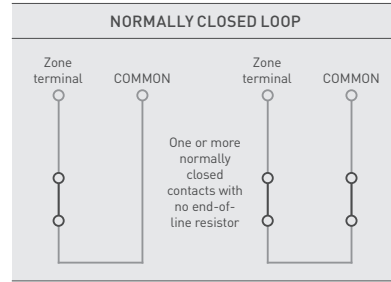 NORMALLY CLOSED LOOP
Zone
terminal
COMMON
One or more
normally
closed
contacts with
no end-of-
line resistor
Zone
terminal
COMMON